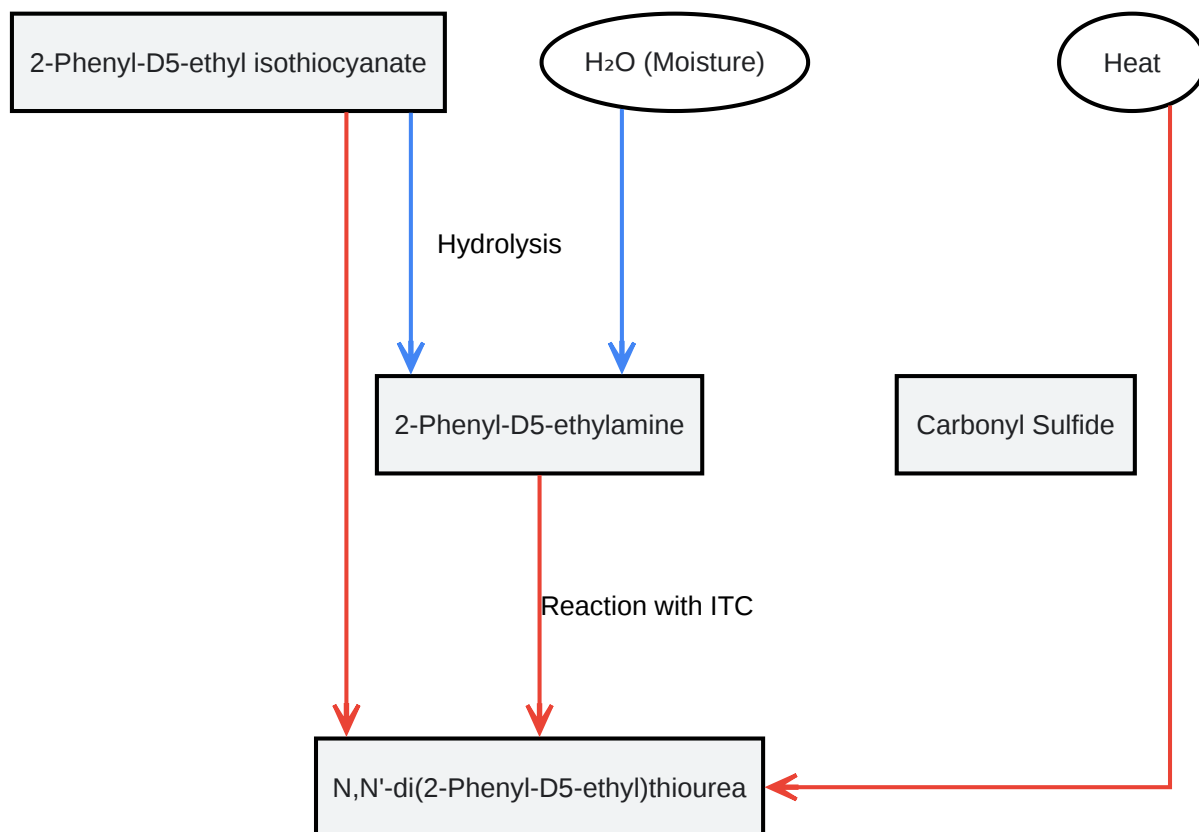 2-Phenyl-D5-ethyl isothiocyanate
H₂O (Moisture)
Heat
Hydrolysis
2-Phenyl-D5-ethylamine
Carbonyl Sulfide
Reaction with ITC
N,N'-di(2-Phenyl-D5-ethyl)thiourea